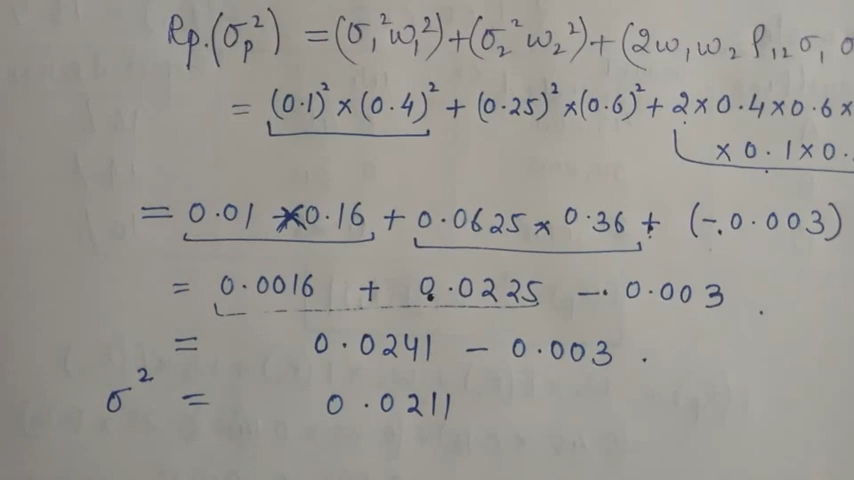 Rp.(σp²) = (σ₁²w₁²)+(σ₂²w₂²)+(2w₁w₂ρ₁₂σ₁σ
= (0.1)²×(0.4)² + (0.25)²×(0.6)² + 2×0.4×0.6×
×0.1×0.
= 0.01 ×0.16 + 0.0625 × 0.36 + (-.0.003)
= 0.0016 + 0.0225 - 0.003
= 0.0241 - 0.003.
σ² = 0.0211